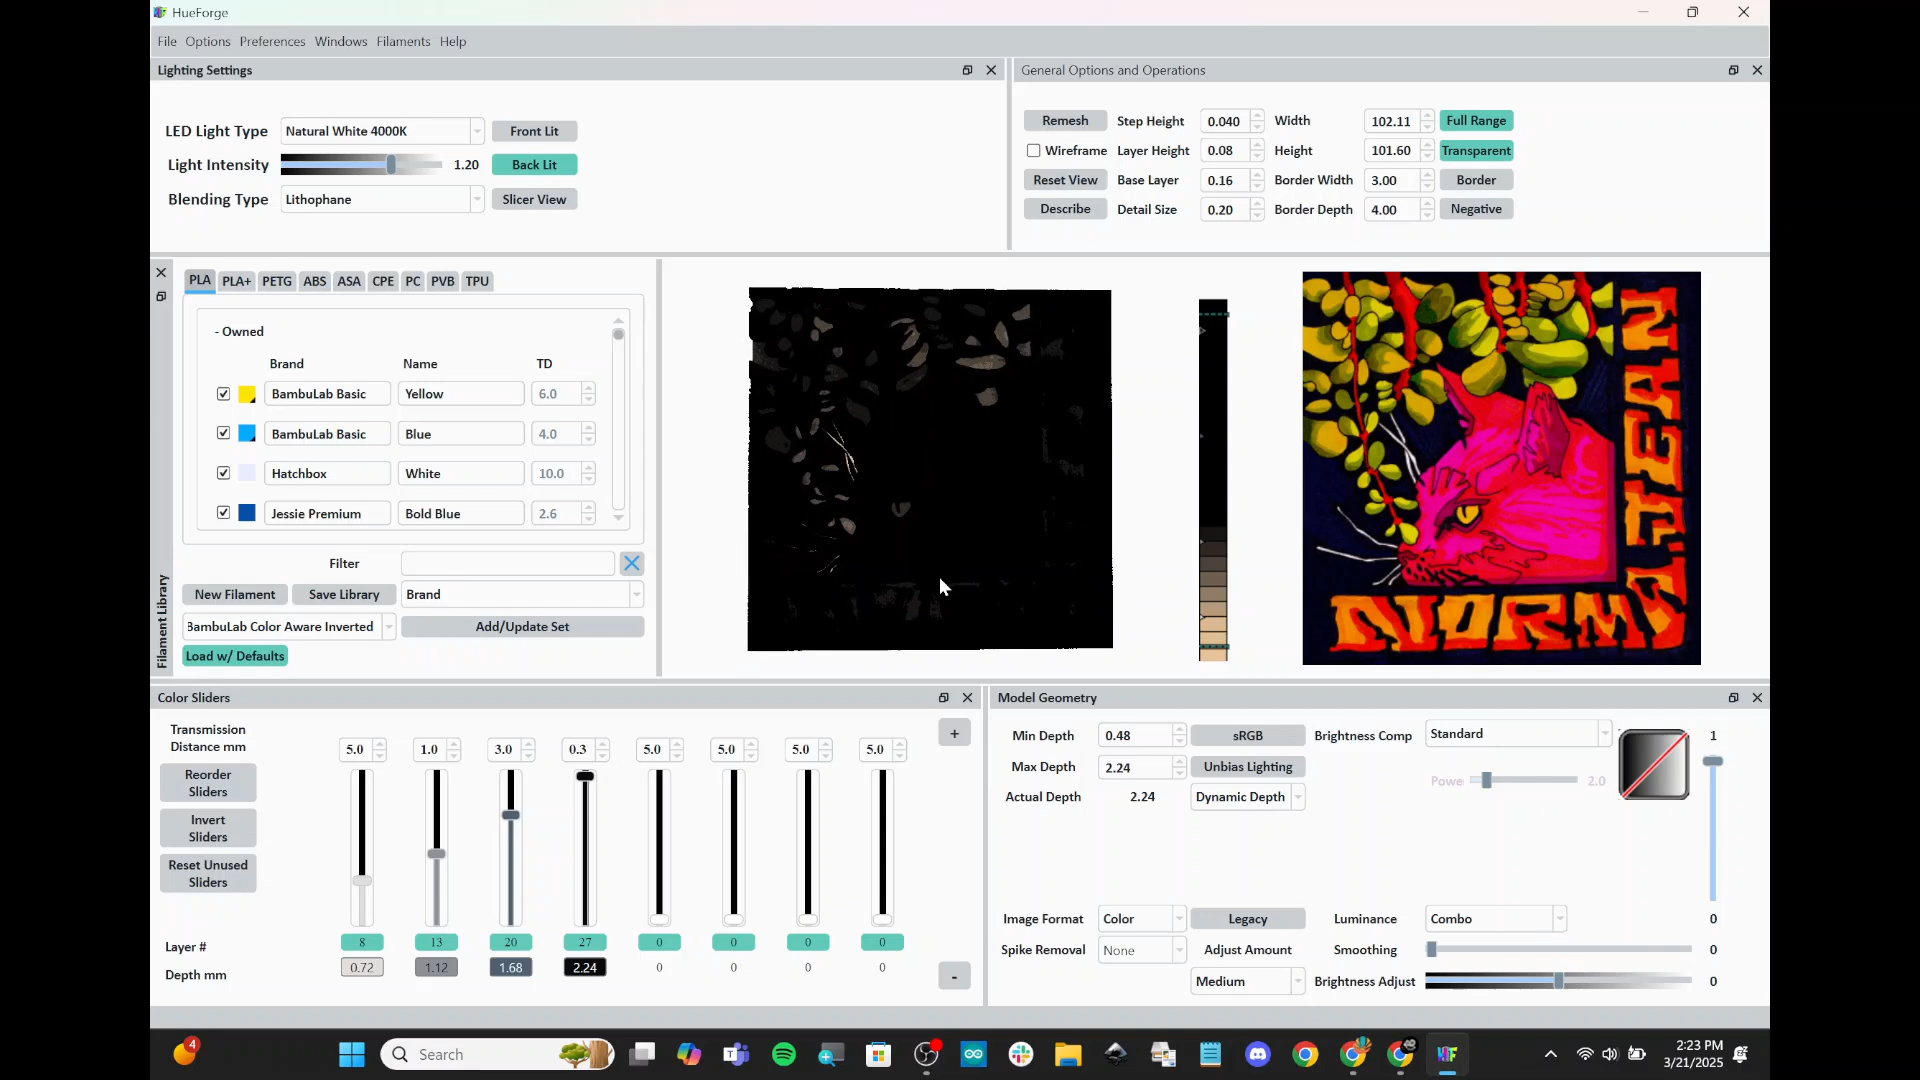 HueForge
File Options Preferences Windows Filaments Help
Lighting Settings
LED Light Type Natural White 4000K Front Lit
Light Intensity 1.20 Back Lit
Blending Type Lithophane Slicer View
General Options and Operations
Remesh Step Height 0.040 Width 102.11 Full Range
Wireframe Layer Height 0.08 Height 101.60 Transparent
Reset View Base Layer 0.16 Border Width 3.00 Border
Describe Detail Size 0.20 Border Depth 4.00 Negative
Filament Library
PLA PLA+ PETG ABS ASA CPE PC PVB TPU
- Owned
Brand Name TD
BambuLab Basic Yellow 6.0
BambuLab Basic Blue 4.0
Hatchbox White 10.0
Jessie Premium Bold Blue 2.6
Filter
New Filament Save Library Brand
BambuLab Color Aware Inverted Add/Update Set
Load w/ Defaults
NORMS
Color Sliders
Transmission
Distance mm
5.0 1.0 3.0 0.3 5.0 5.0 5.0 5.0
+
Reorder
Sliders
Invert
Sliders
Reset Unused
Sliders
Layer # 8 13 20 27 0 0 0 0
Depth mm 0.72 1.12 1.68 2.24 0 0 0 0
-
Model Geometry
Min Depth 0.48 sRGB Brightness Comp Standard 1
Max Depth 2.24 Unbias Lighting Powe 2.0
Actual Depth 2.24 Dynamic Depth
Image Format Color Legacy Luminance Combo 0
Spike Removal None Adjust Amount Smoothing 0
Medium Brightness Adjust 0
4
Search
2:23 PM
3/21/2025